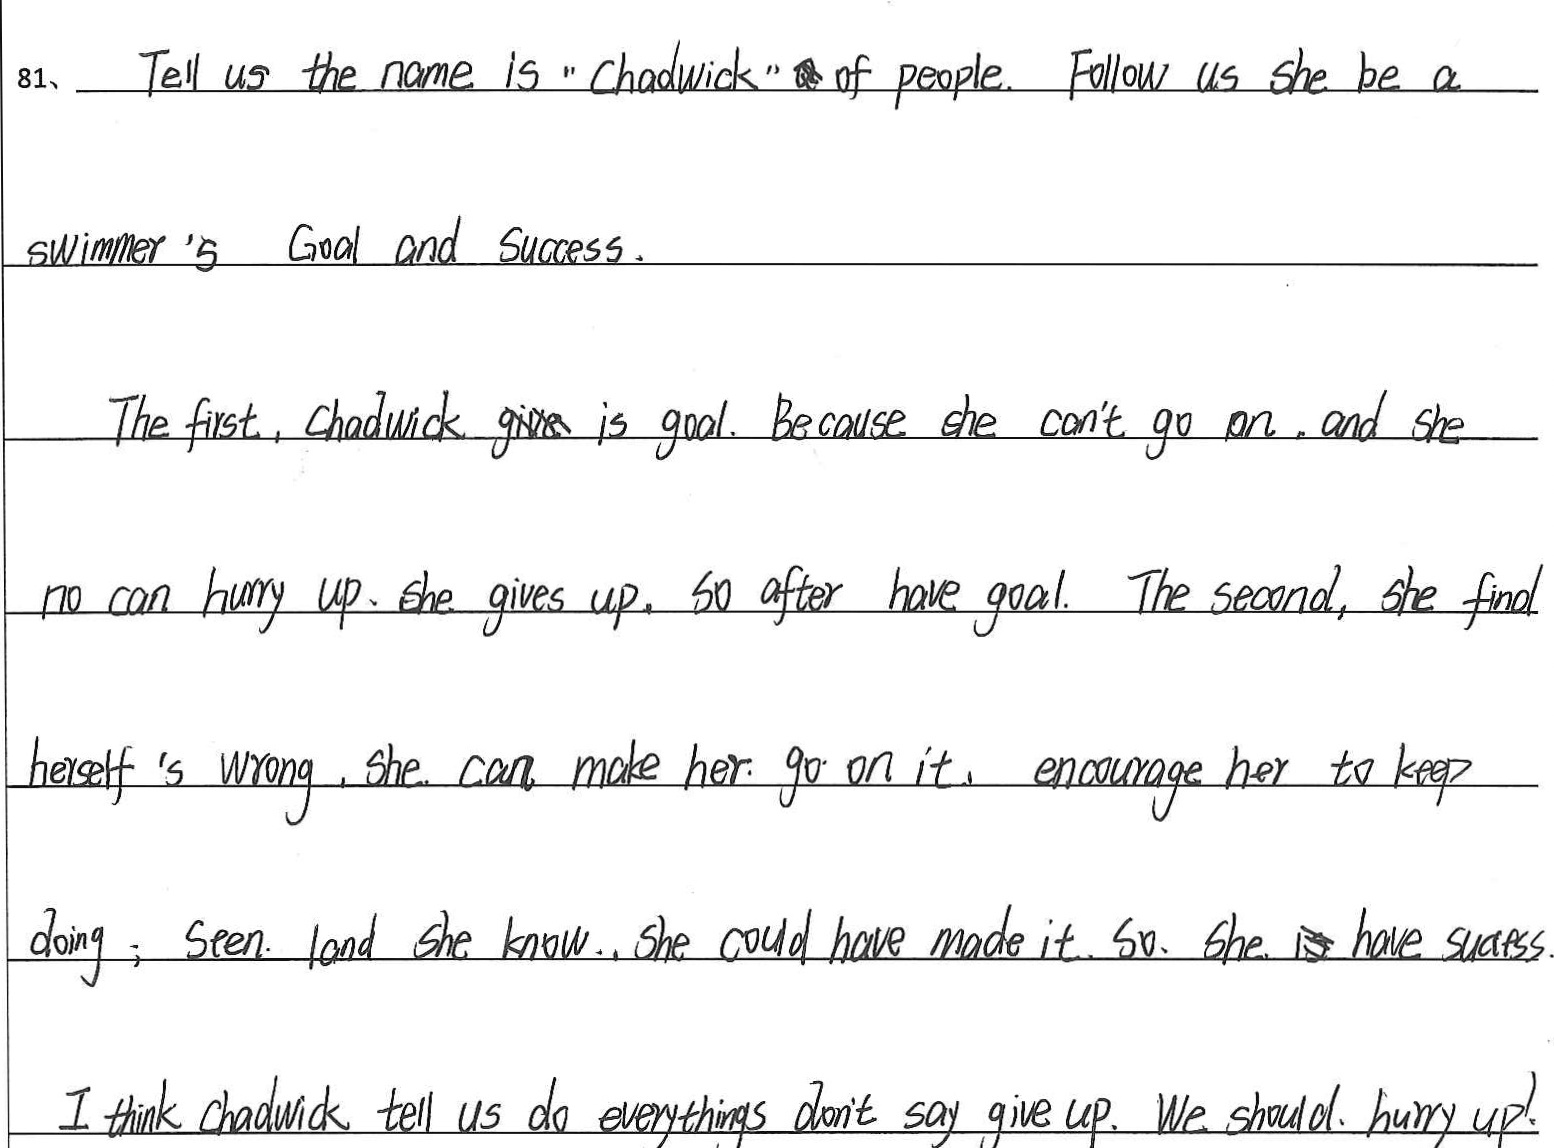 81、 Tell us the name is "Chadwick" of people. Follow us she be a
swimmer's Goal and Success.
The first, Chadwick is goal. Because she can't go on. and she
no can hurry up. she gives up. So after have goal. The second, she find
herself's wrong, she can make her go on it. encourage her to keep
doing; Seen land she know., she could have made it. So. She have success.
I think Chadwick tell us do everythings don't say give up. We should. hurry up!